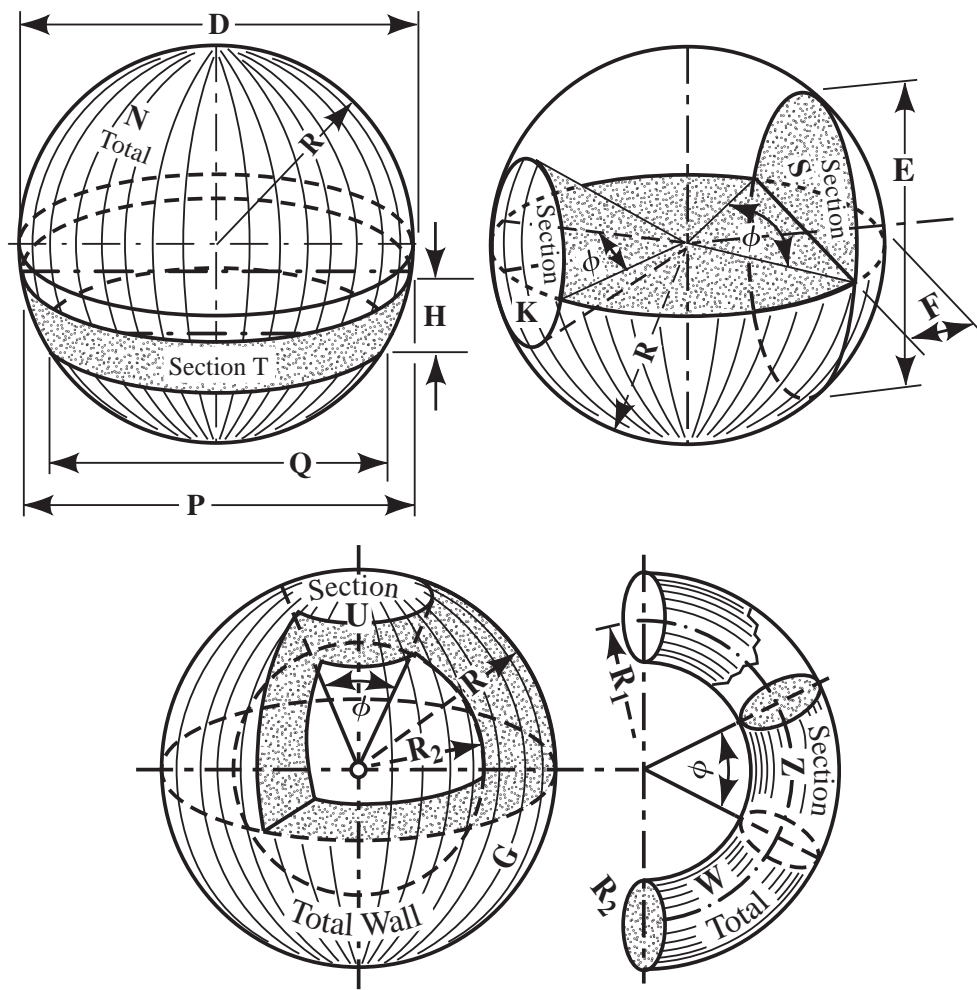 D
N
Total
R
H
Section T
Q
P
S
Section
E
Section
ϕ
ϕ
K
F
R
Section
U
R
ϕ
R2
G
Total Wall
R1
ϕ
Section
Z
W
Total
R2